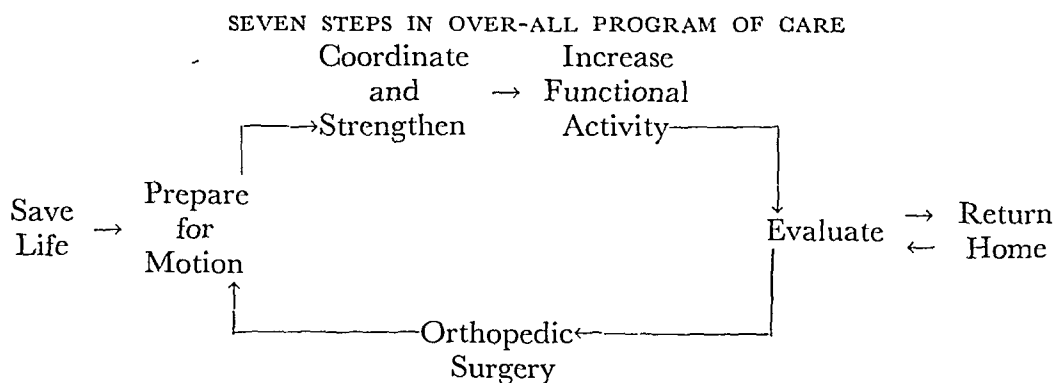 SEVEN STEPS IN OVER-ALL PROGRAM OF CARE
Coordinate
and
Strengthen
→
Increase
Functional
Activity
Save
Life
→
Prepare
for
Motion
Evaluate
→
←
Return
Home
Orthopedic
Surgery